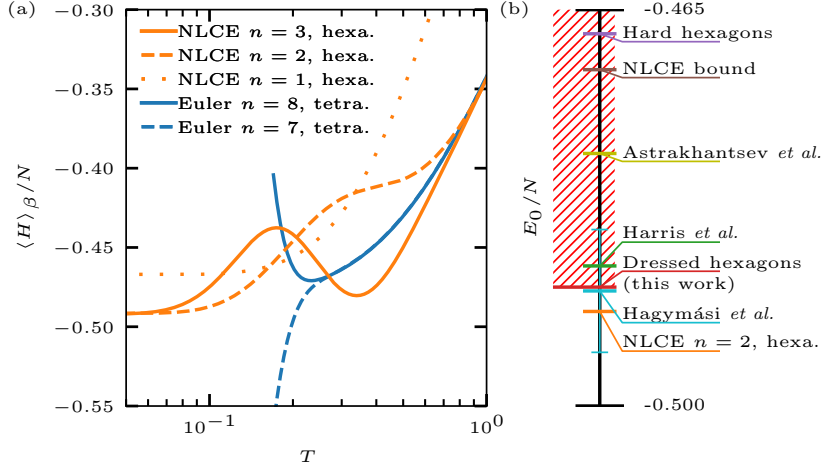 (a)
−0.30
−0.35
−0.40
−0.45
−0.50
−0.55
⟨H⟩β/N
NLCE n = 3, hexa.
NLCE n = 2, hexa.
NLCE n = 1, hexa.
Euler n = 8, tetra.
Euler n = 7, tetra.
10⁻¹
10⁰
T
(b)
-0.465
Hard hexagons
NLCE bound
Astrakhantsev et al.
E₀/N
Harris et al.
Dressed hexagons
(this work)
Hagymási et al.
NLCE n = 2, hexa.
-0.500